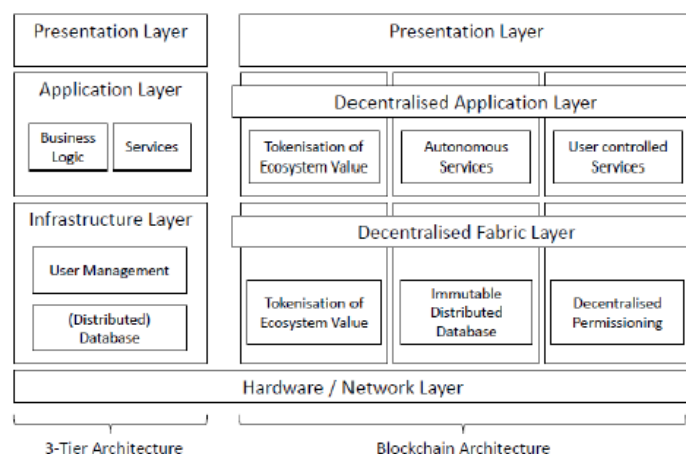 Presentation Layer
Application Layer
Business
Logic
Services
Infrastructure Layer
User Management
(Distributed)
Database
Presentation Layer
Decentralised Application Layer
Tokenisation of
Ecosystem Value
Autonomous
Services
User controlled
Services
Decentralised Fabric Layer
Tokenisation of
Ecosystem Value
Immutable
Distributed
Database
Decentralised
Permissioning
Hardware / Network Layer
3-Tier Architecture
Blockchain Architecture